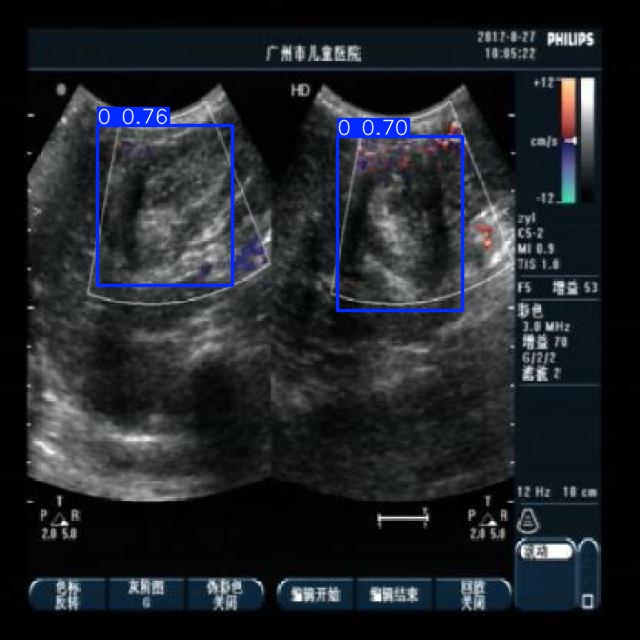 2012-8-27 PHILIPS
广州市儿童医院 10:05:22
HD
+12
cm/s
-12
0 0.76
0 0.70
zyl
C5-2
MI 0.9
TIS 1.0
F5 增益 53
彩色
3.0 MHz
增益 70
G/2/2
滤波 2
12 Hz 10 cm
T
P R
2.0 5.0
T
P R
2.0 5.0
色标
反转
灰阶图
G
伪彩色
关闭
编辑开始
编辑结束
回放
关闭